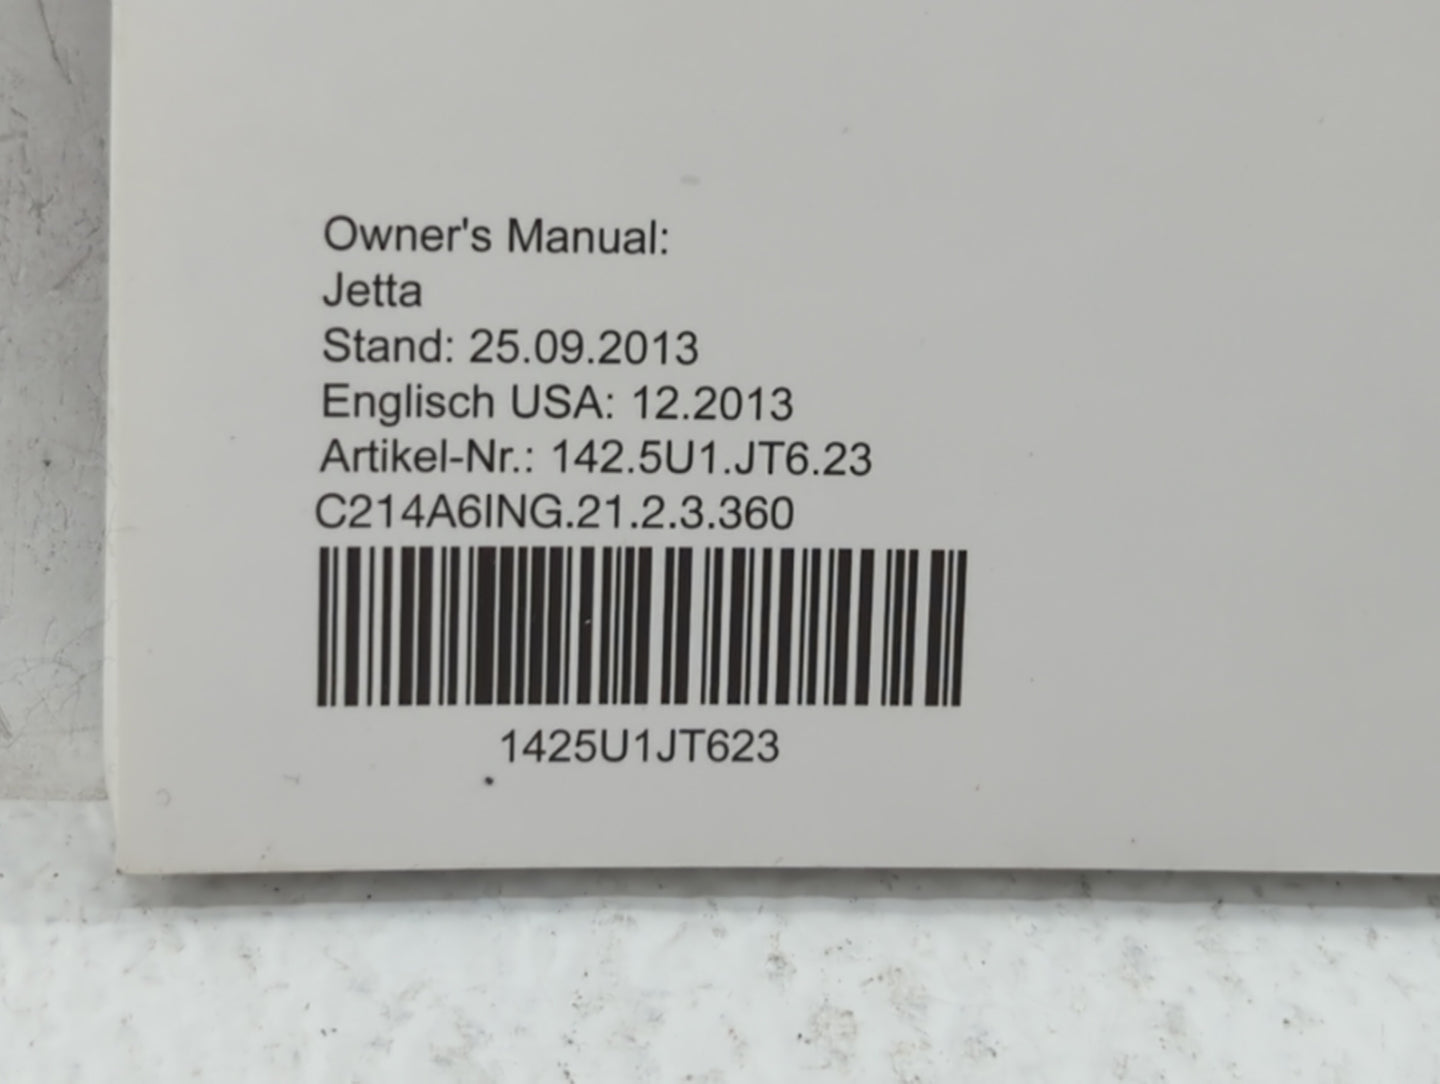 Owner's Manual:
Jetta
Stand: 25.09.2013
Englisch USA: 12.2013
Artikel-Nr.: 142.5U1.JT6.23
C214A6ING.21.2.3.360
1425U1JT623